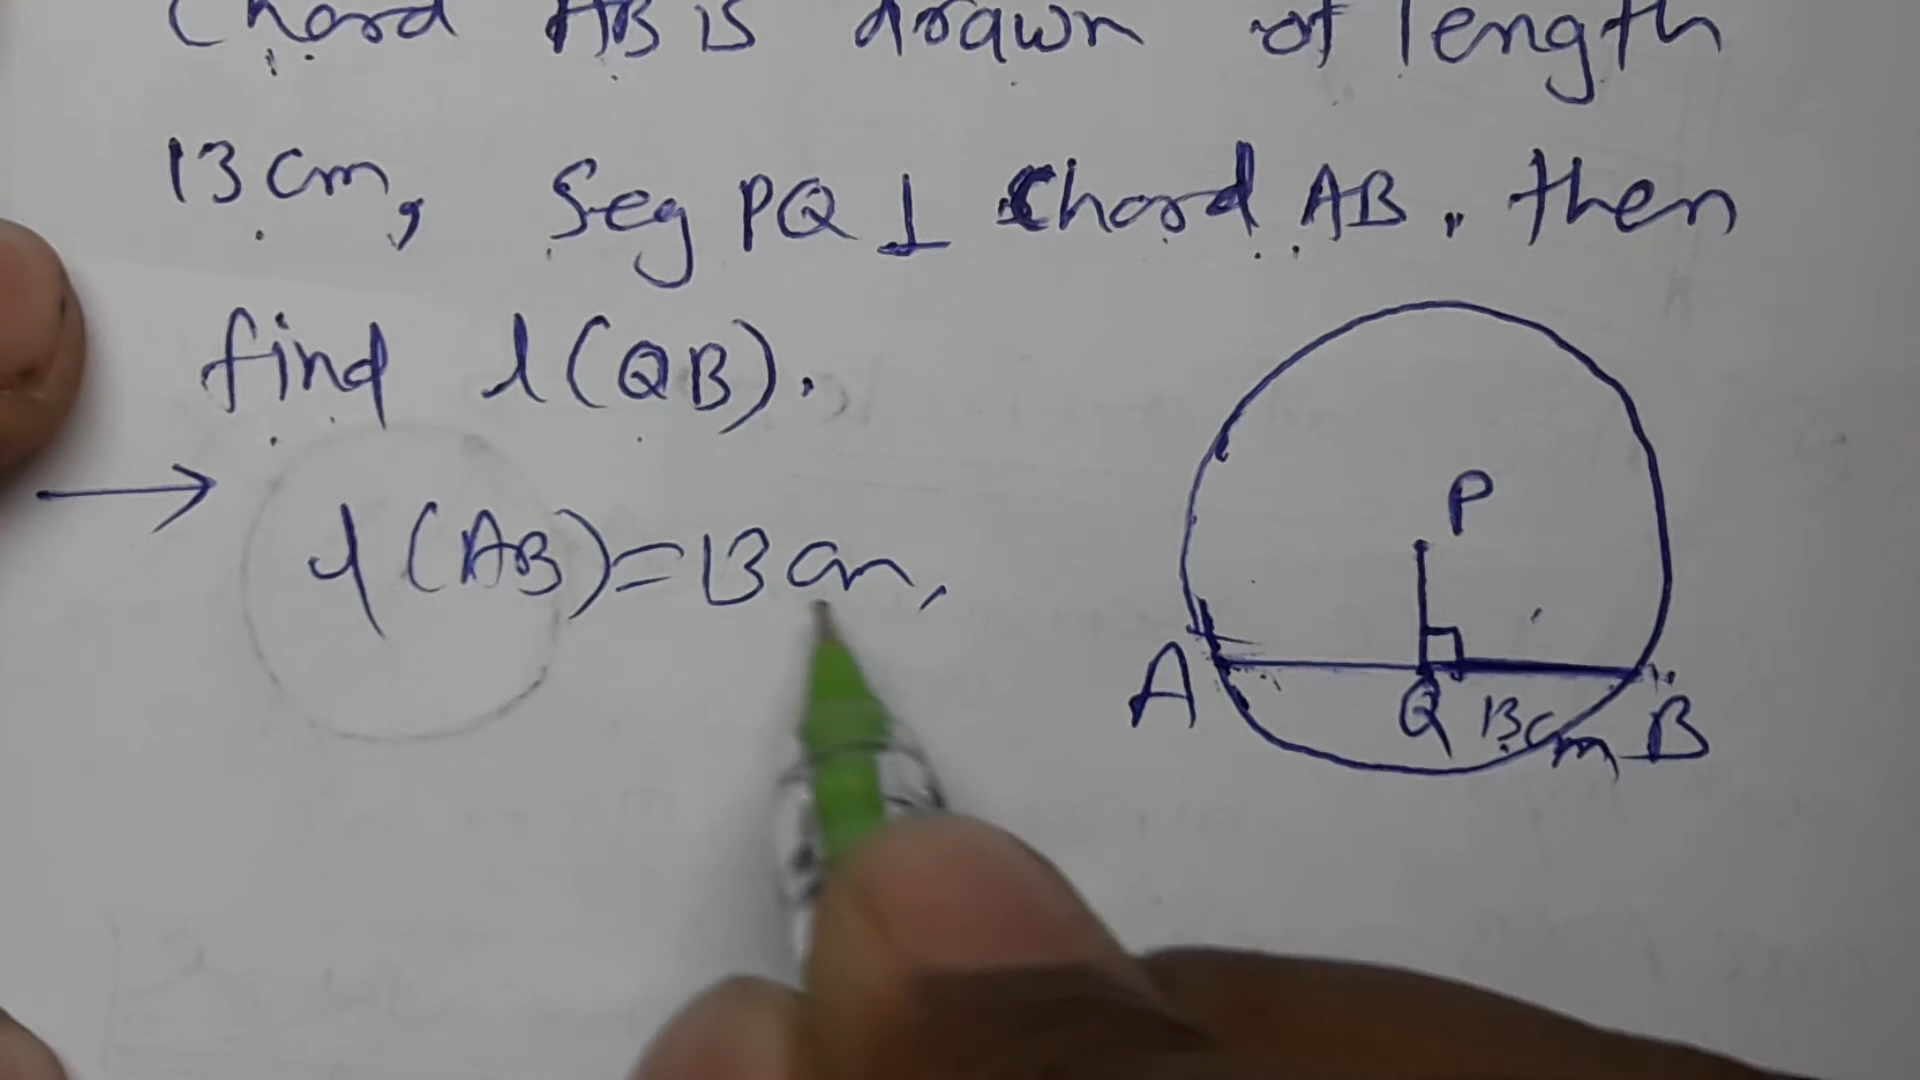 Chord AB is drawn of length
13 cm, Seg PQ ⊥ Chord AB. then
find l(QB).
→
l(AB)=13 cm,
P
A
Q 13cm B